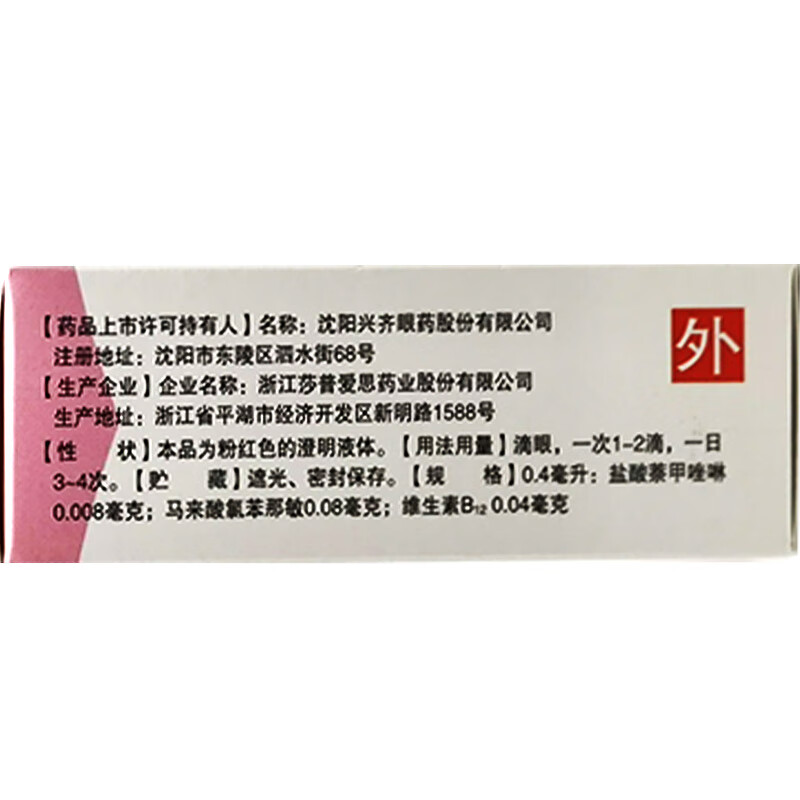 【药品上市许可持有人】名称：沈阳兴齐眼药股份有限公司
注册地址：沈阳市东陵区泗水街68号
【生产企业】企业名称：浙江莎普爱思药业股份有限公司
生产地址：浙江省平湖市经济开发区新明路1588号
【性 状】本品为粉红色的澄明液体。【用法用量】滴眼，一次1-2滴，一日
3~4次。【贮 藏】遮光、密封保存。【规 格】0.4毫升：盐酸萘甲唑啉
0.008毫克；马来酸氯苯那敏0.08毫克；维生素B₁₂ 0.04毫克
外